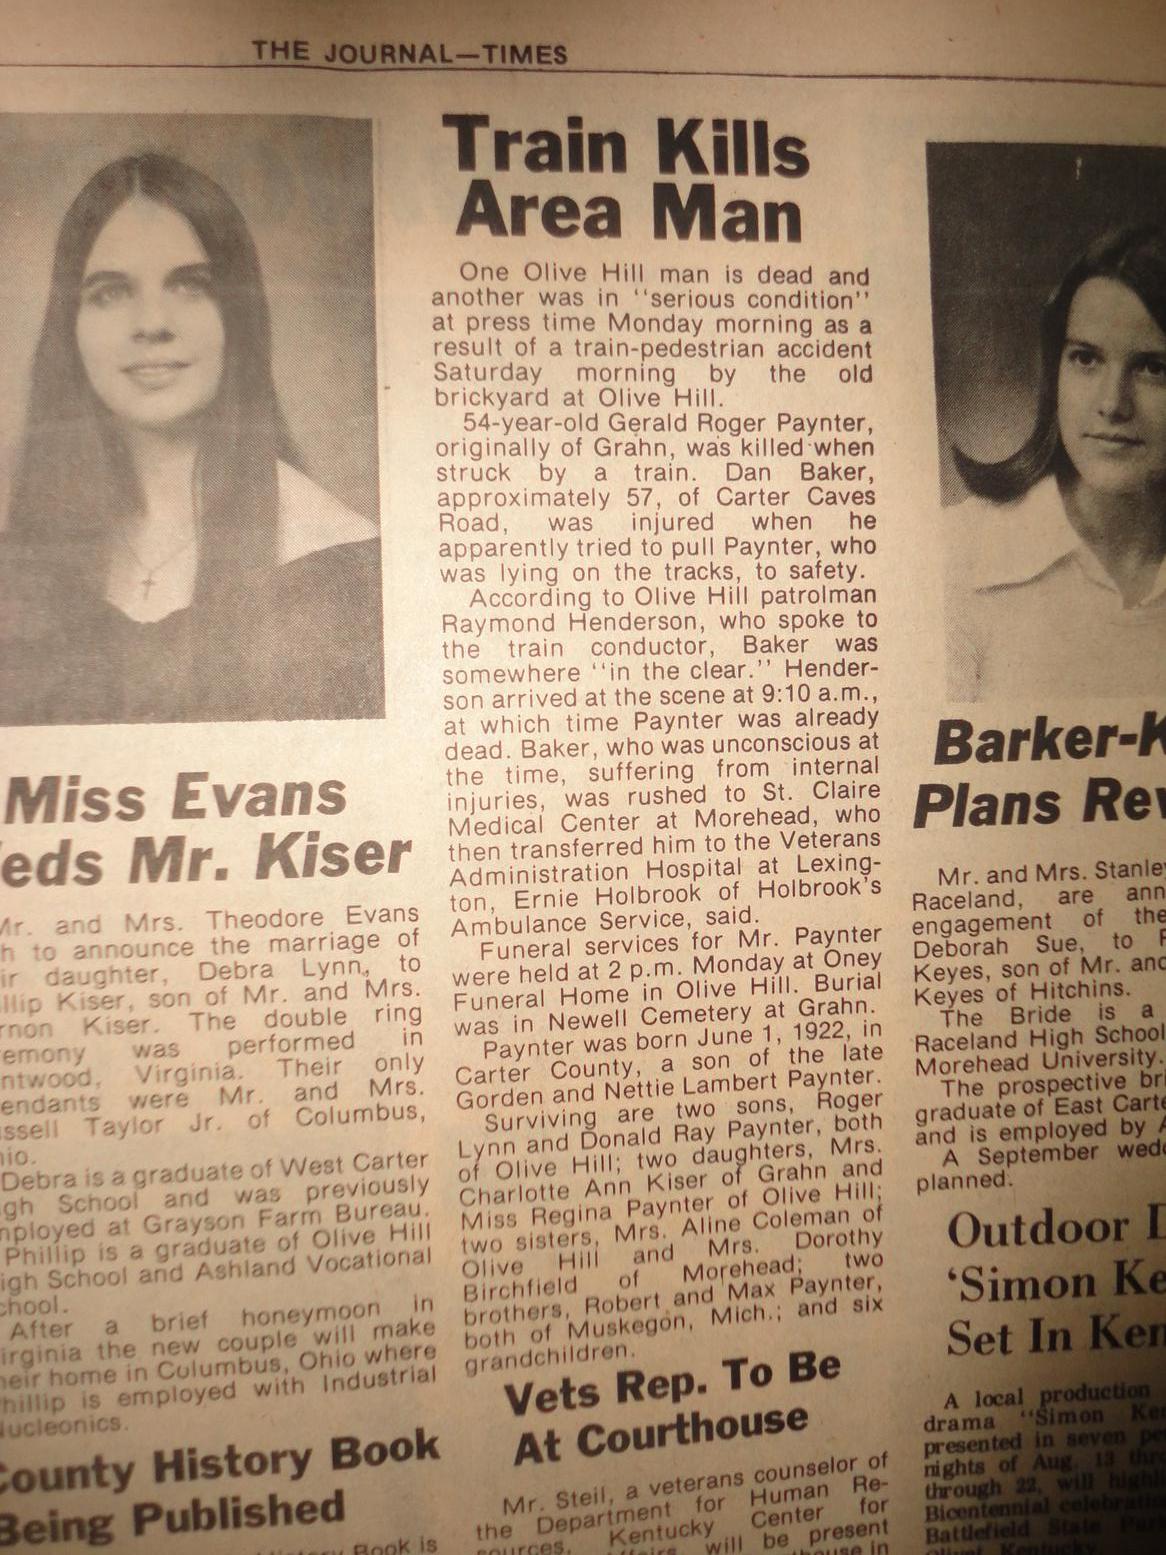 THE JOURNAL—TIMES
Miss Evans
eds Mr. Kiser
Mr. and Mrs. Theodore Evans
to announce the marriage of
daughter, Debra Lynn, to
Kiser, son of Mr. and Mrs.
Kiser. The double ring
was performed in
Virginia. Their only
were Mr. and Mrs.
Taylor Jr. of Columbus,
Debra is a graduate of West Carter
School and was previously
at Grayson Farm Bureau.
Phillip is a graduate of Olive Hill
High School and Ashland Vocational
School.
After a brief honeymoon in
Virginia the new couple will make
their home in Columbus, Ohio where
Phillip is employed with Industrial
Nucleonics.
County History Book
Being Published
Book is
Train Kills
Area Man
One Olive Hill man is dead and
another was in ''serious condition''
at press time Monday morning as a
result of a train-pedestrian accident
Saturday morning by the old
brickyard at Olive Hill.
54-year-old Gerald Roger Paynter,
originally of Grahn, was killed when
struck by a train. Dan Baker,
approximately 57, of Carter Caves
Road, was injured when he
apparently tried to pull Paynter, who
was lying on the tracks, to safety.
According to Olive Hill patrolman
Raymond Henderson, who spoke to
the train conductor, Baker was
somewhere ''in the clear.'' Hender-
son arrived at the scene at 9:10 a.m.,
at which time Paynter was already
dead. Baker, who was unconscious at
the time, suffering from internal
injuries, was rushed to St. Claire
Medical Center at Morehead, who
then transferred him to the Veterans
Administration Hospital at Lexing-
ton, Ernie Holbrook of Holbrook's
Ambulance Service, said.
Funeral services for Mr. Paynter
were held at 2 p.m. Monday at Oney
Funeral Home in Olive Hill. Burial
was in Newell Cemetery at Grahn.
Paynter was born June 1, 1922, in
Carter County, a son of the late
Gorden and Nettie Lambert Paynter.
Surviving are two sons, Roger
Lynn and Donald Ray Paynter, both
of Olive Hill; two daughters, Mrs.
Charlotte Ann Kiser of Grahn and
Miss Regina Paynter of Olive Hill;
two sisters, Mrs. Aline Coleman of
Olive Hill and Mrs. Dorothy
Birchfield of Morehead; two
brothers, Robert and Max Paynter,
both of Muskegon, Mich.; and six
grandchildren.
Vets Rep. To Be
At Courthouse
Mr. Steil, a veterans counselor of
the Department for Human Re-
sources, Kentucky Center for
will be present
in
Barker-K
Plans Rev
Mr. and Mrs. Stanley
Raceland, are ann
engagement of the
Deborah Sue, to
Keyes, son of Mr. and
Keyes of Hitchins.
The Bride is a
Raceland High School
Morehead University.
The prospective bri
graduate of East Carte
and is employed by A
A September wed
planned.
Outdoor D
'Simon Ke
Set In Ken
A local production
drama ''Simon Ken
presented in seven pe
nights of Aug. 13 thro
through 22, will highli
Bicentennial celebratio
Battlefield State Park
Kentucky.